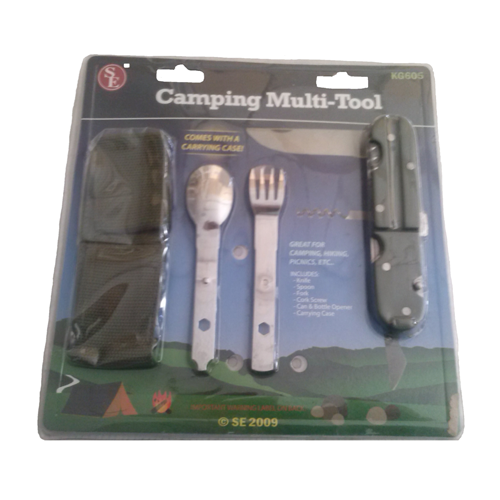 SE
KG605
Camping Multi-Tool
COMES WITH A
CARRYING CASE!
GREAT FOR
CAMPING, HIKING,
PICNICS, ETC..
INCLUDES:
- Knife
- Spoon
- Fork
- Cork Screw
- Can & Bottle Opener
- Carrying Case
© SE 2009